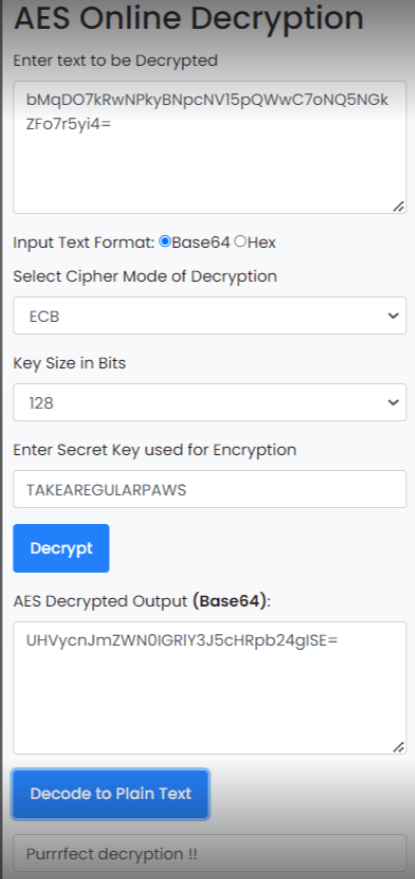 AES Online Decryption
Enter text to be Decrypted
bMqDO7kRwNPkyBNpcNV15pQWwC7oNQ5NGk
ZFo7r5yi4=
Input Text Format: Base64 Hex
Select Cipher Mode of Decryption
ECB
Key Size in Bits
128
Enter Secret Key used for Encryption
TAKEAREGULARPAWS
Decrypt
AES Decrypted Output (Base64):
UHVycnJmZWN0IGRlY3J5cHRpb24gISE=
Decode to Plain Text
Purrrfect decryption !!